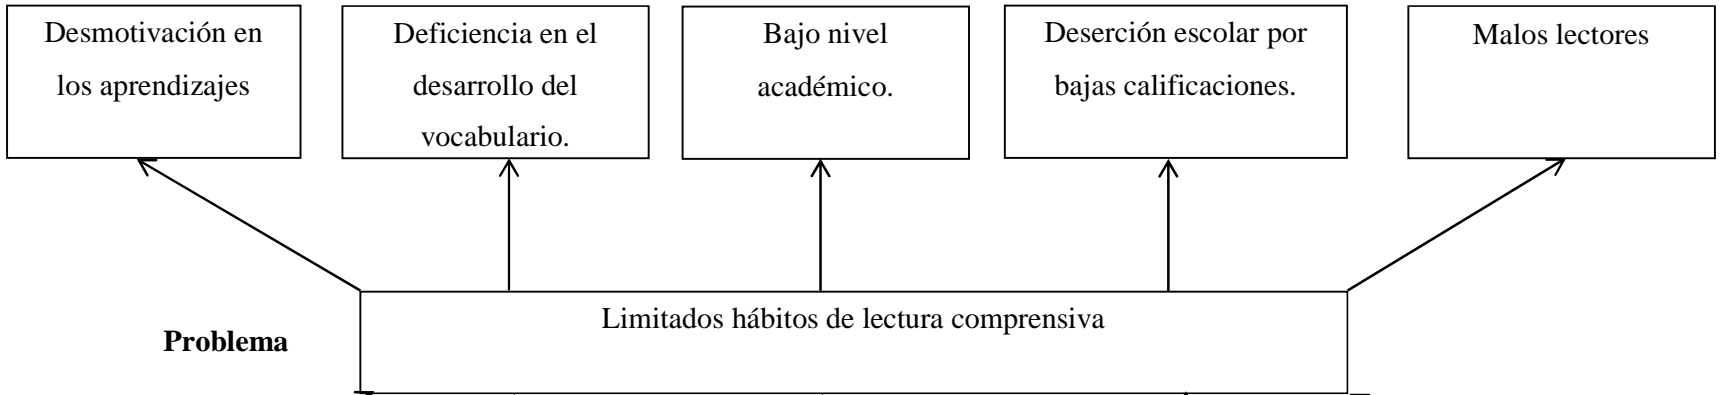 Desmotivación en
los aprendizajes
Deficiencia en el
desarrollo del
vocabulario.
Bajo nivel
académico.
Deserción escolar por
bajas calificaciones.
Malos lectores
Limitados hábitos de lectura comprensiva
Problema